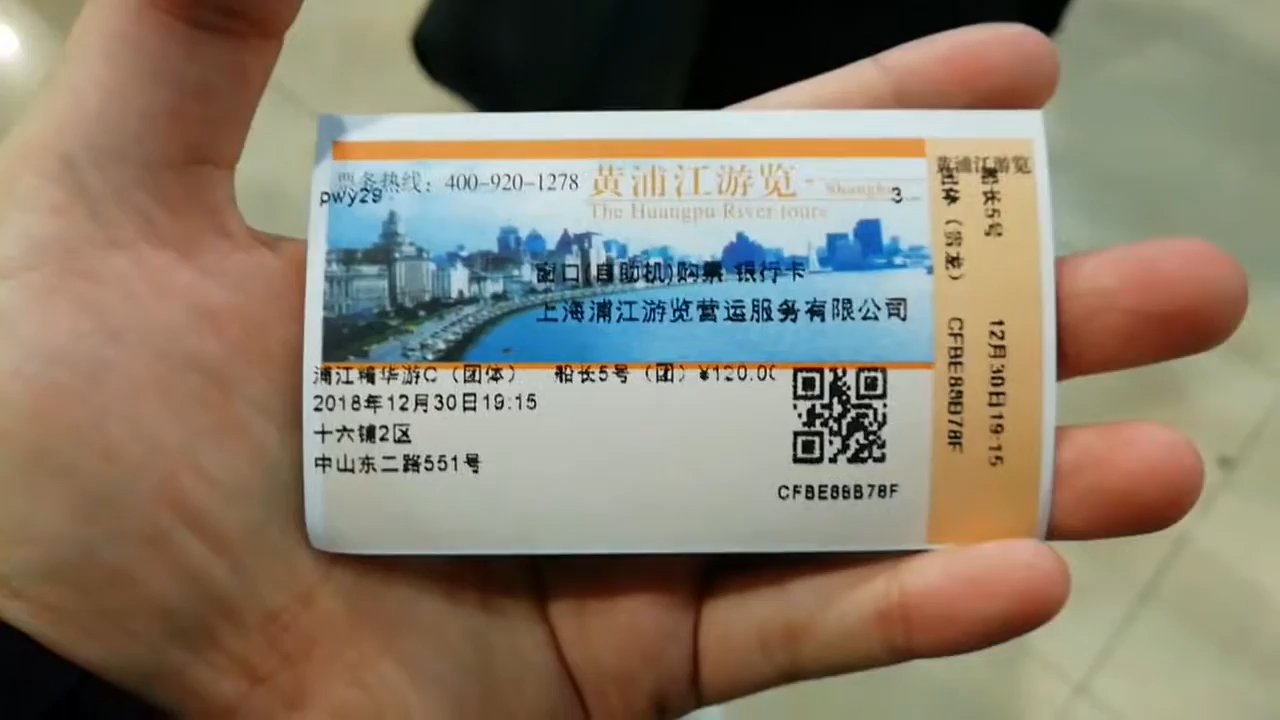 票务热线：400-920-1278
黄浦江游览
Shangha
The Huangpu River tours
pwy29
3
窗口(自助机)购票 银行卡
上海浦江游览营运服务有限公司
浦江精华游C（团体） 船长5号（团）¥120.00
2018年12月30日19:15
十六铺2区
中山东二路551号
CFBE88B78F
黄浦江游览
船长5号 12月30日19:15
CFBE88B78F